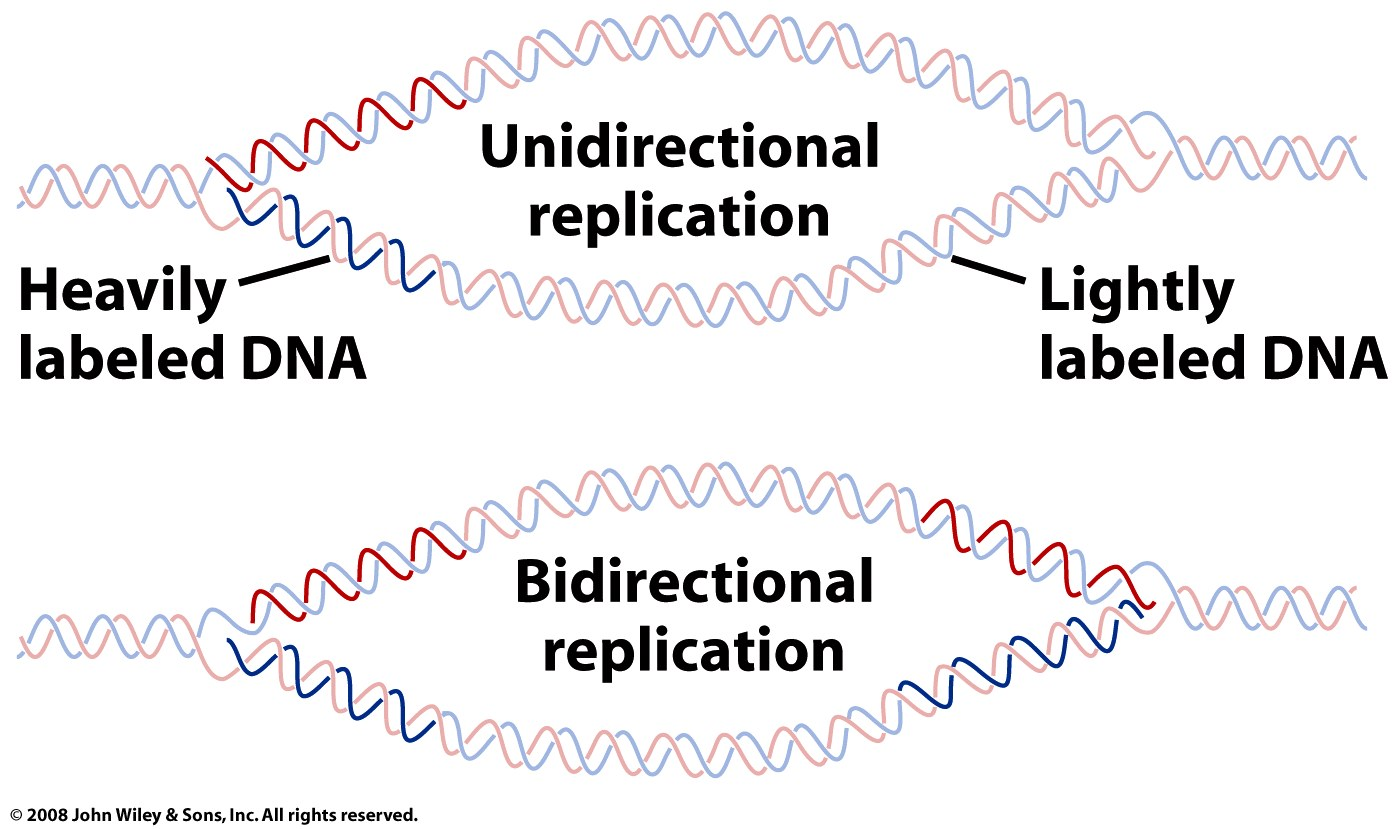 Unidirectional
replication
Heavily
labeled DNA
Lightly
labeled DNA
Bidirectional
replication
© 2008 John Wiley & Sons, Inc. All rights reserved.